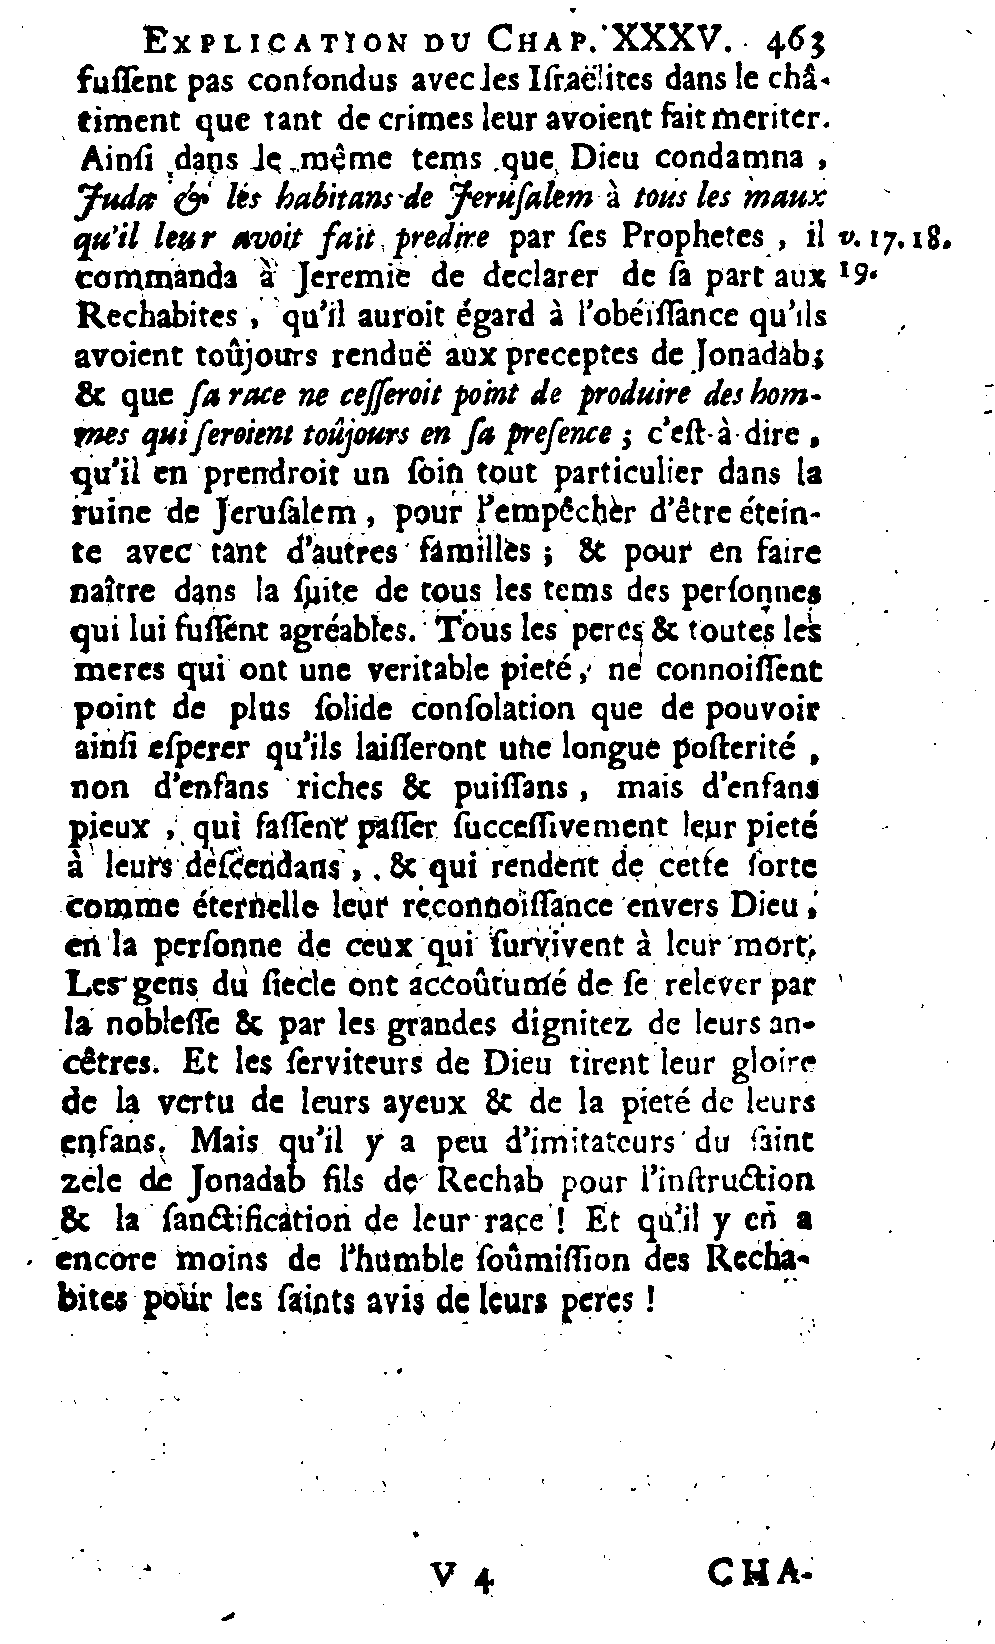 EXPLICATION DU CHAP. XXXV. 463
fuſſent pas confondus avec les Iſraëlites dans le châ-
timent que tant de crimes leur avoient fait meriter.
Ainſi dans le même tems que Dieu condamna,
Juda & les habitans de Jeruſalem à tous les maux
qu'il leur avoit fait predire par ſes Prophetes, il v. 17. 18.
commanda à Jeremie de declarer de ſa part aux 19.
Rechabites, qu'il auroit égard à l'obéiſſance qu'ils
avoient toûjours renduë aux preceptes de Jonadab;
& que ſa race ne ceſſeroit point de produire des hom-
mes qui ſeroient toûjours en ſa preſence; c'eſt-à-dire,
qu'il en prendroit un ſoin tout particulier dans la
ruine de Jeruſalem, pour l'empêcher d'être étein-
te avec tant d'autres familles; & pour en faire
naître dans la ſuite de tous les tems des perſonnes
qui lui fuſſent agréables. Tous les peres & toutes les
meres qui ont une veritable pieté, ne connoiſſent
point de plus ſolide conſolation que de pouvoir
ainſi eſperer qu'ils laiſſeront une longue poſterité,
non d'enfans riches & puiſſans, mais d'enfans
pieux, qui faſſent paſſer ſucceſſivement leur pieté
à leurs deſcendans, & qui rendent de cette ſorte
comme éternelle leur reconnoiſſance envers Dieu,
en la perſonne de ceux qui ſurvivent à leur mort.
Les gens du ſiecle ont accoûtumé de ſe relever par
la nobleſſe & par les grandes dignitez de leurs an-
cêtres. Et les ſerviteurs de Dieu tirent leur gloire
de la vertu de leurs ayeux & de la pieté de leurs
enfans. Mais qu'il y a peu d'imitateurs du ſaint
zele de Jonadab fils de Rechab pour l'inſtruction
& la ſanctification de leur race! Et qu'il y en a
encore moins de l'humble ſoûmiſſion des Recha-
bites pour les ſaints avis de leurs peres!
V 4 CHA-